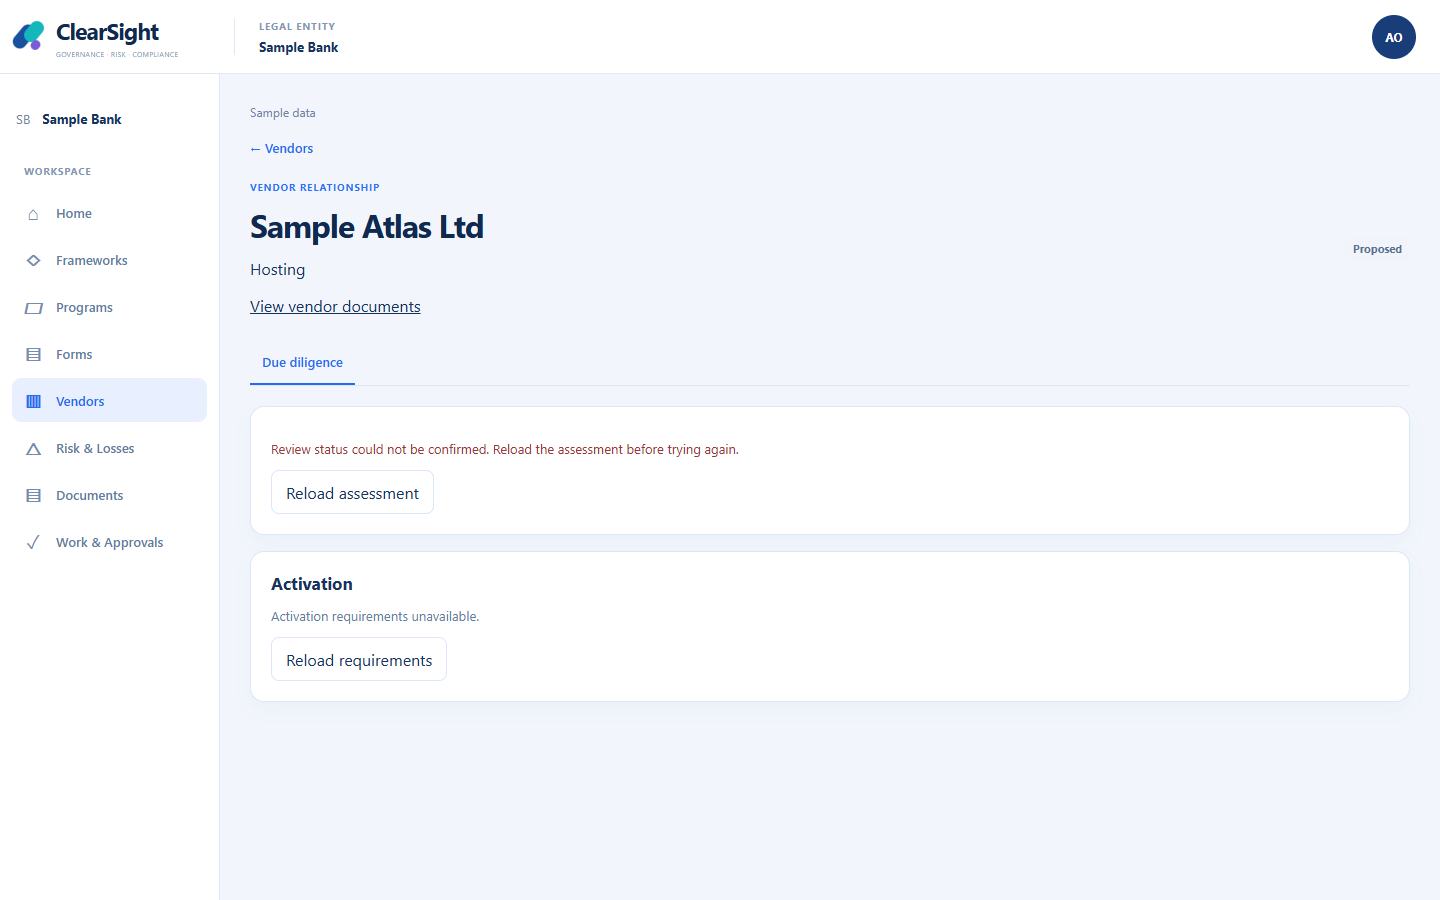 ClearSight
GOVERNANCE · RISK · COMPLIANCE
LEGAL ENTITY
Sample Bank
AO
SB Sample Bank
WORKSPACE
Home
Frameworks
Programs
Forms
Vendors
Risk & Losses
Documents
Work & Approvals
Sample data
← Vendors
VENDOR RELATIONSHIP
Sample Atlas Ltd
Proposed
Hosting
View vendor documents
Due diligence
Review status could not be confirmed. Reload the assessment before trying again.
Reload assessment
Activation
Activation requirements unavailable.
Reload requirements